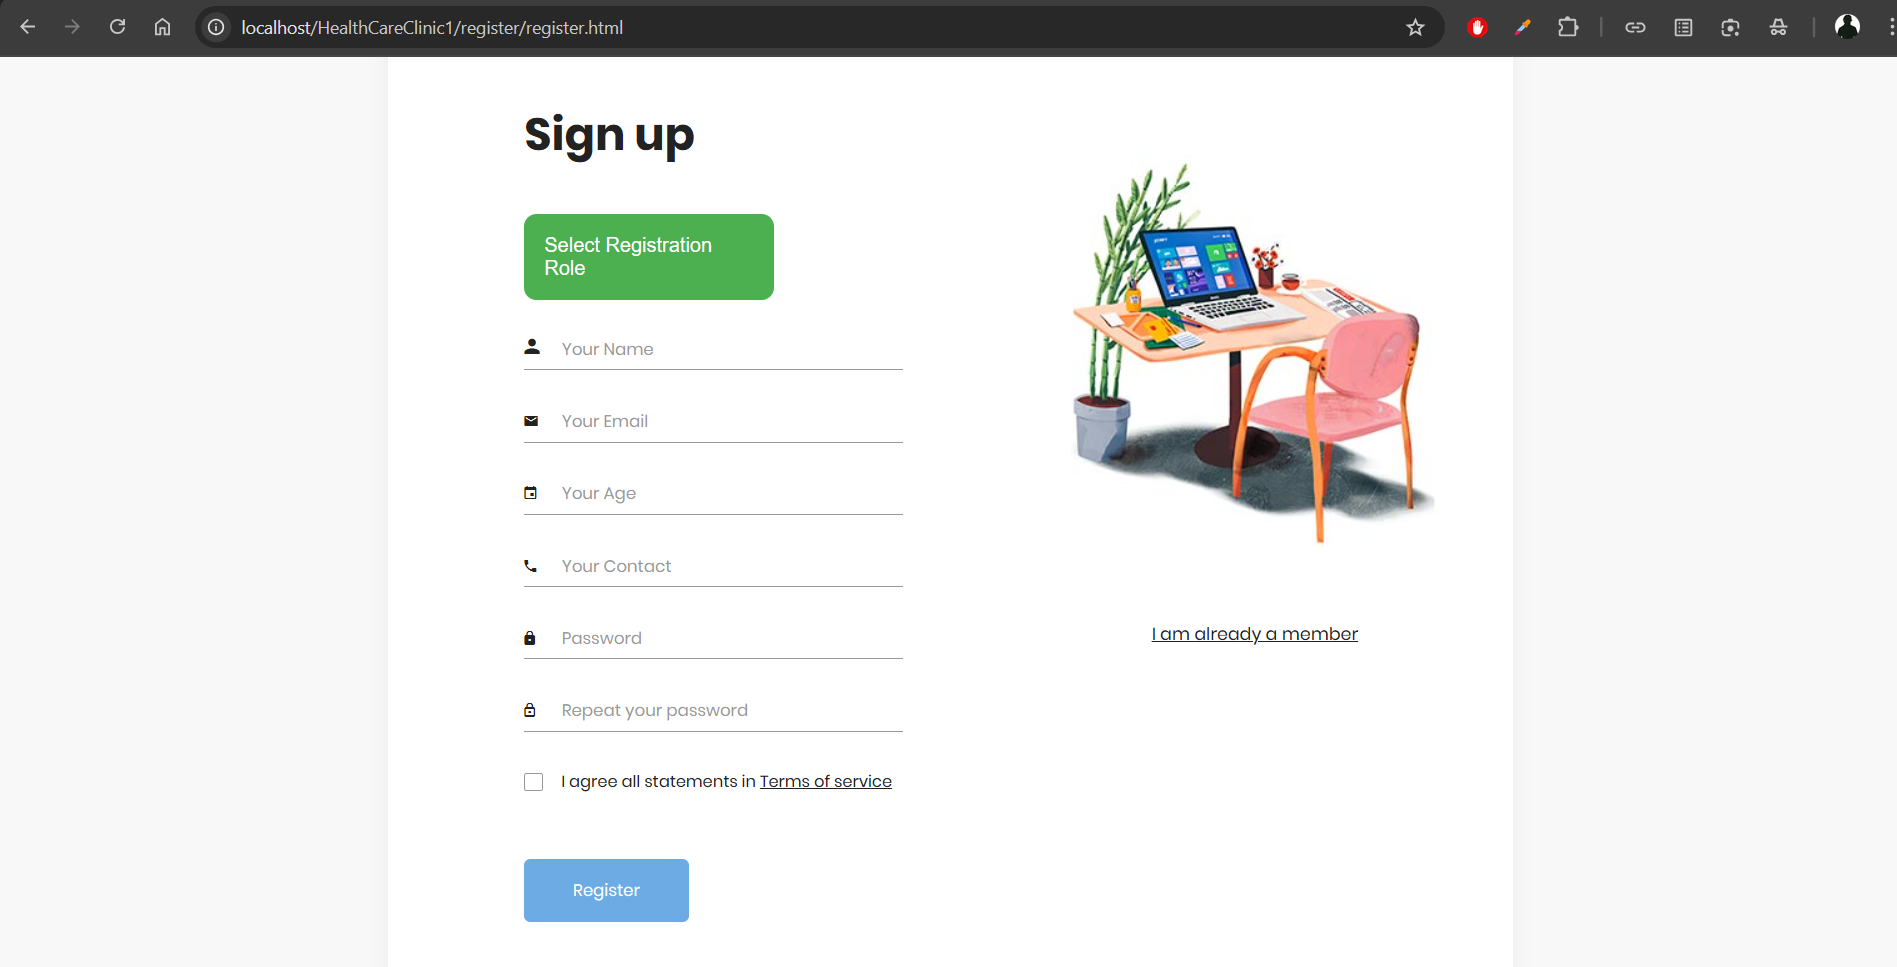 localhost/HealthCareClinic1/register/register.html
Sign up
Select Registration
Role
Your Name
Your Email
Your Age
Your Contact
Password
Repeat your password
I agree all statements in Terms of service
Register
I am already a member